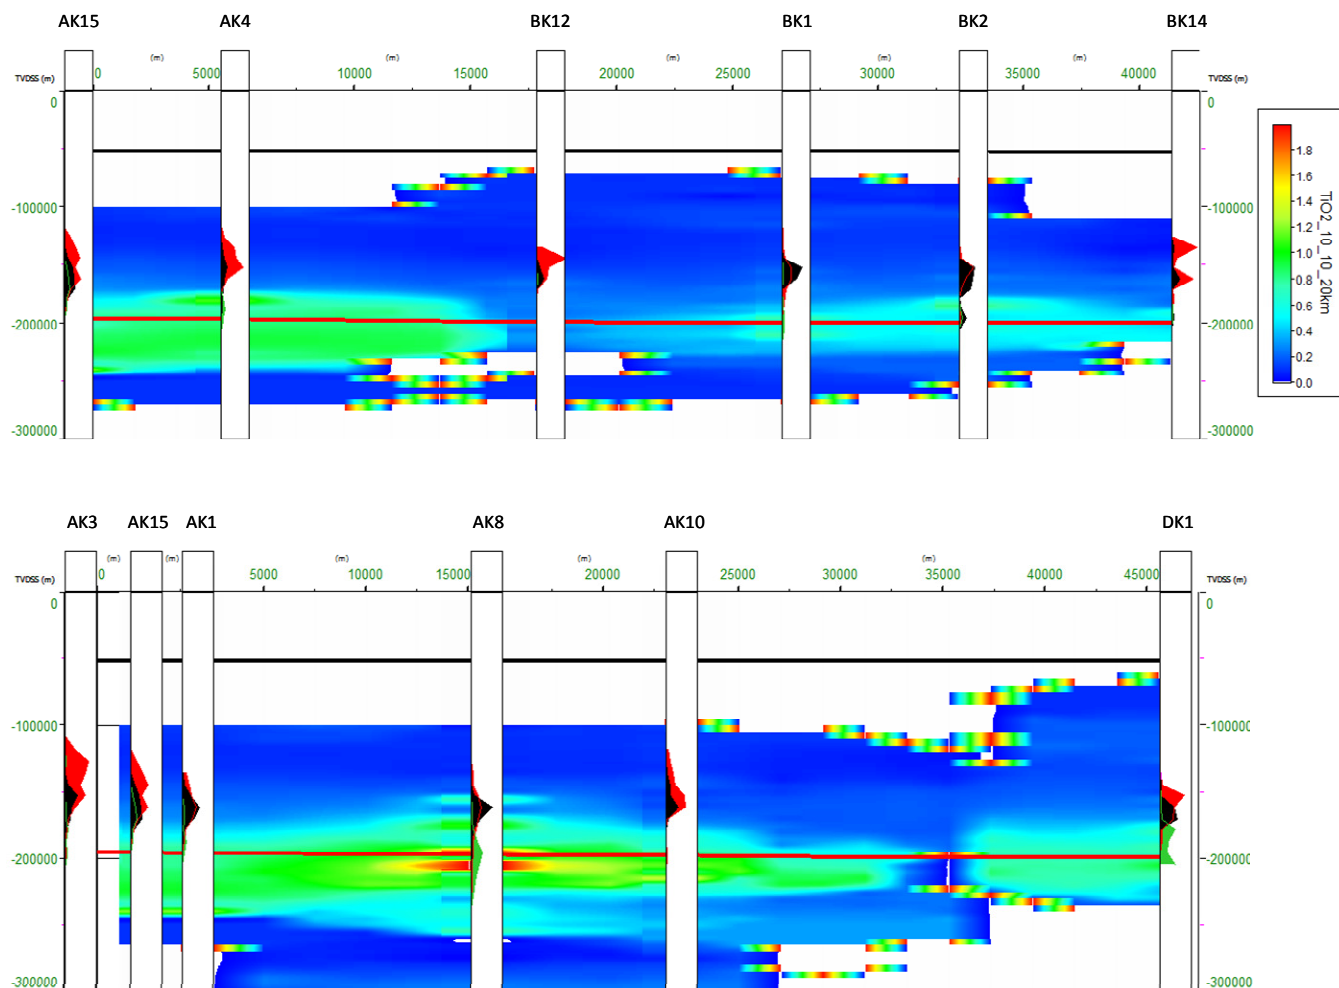 AK15 AK4 BK12 BK1 BK2 BK14
(m) (m) (m) (m) (m)
TVDSS (m) 0 5000 10000 15000 20000 25000 30000 35000 40000 TVDSS (m)
0 0
-100000 -100000
-200000 -200000
-300000 -300000
1.8
1.6
1.4
1.2
1.0
0.8
0.6
0.4
0.2
0.0
TiO2_10_10_20km
AK3 AK15 AK1 AK8 AK10 DK1
(m) (m) (m) (m) (m)
TVDSS (m) 0 5000 10000 15000 20000 25000 30000 35000 40000 45000 TVDSS (m)
0 0
-100000 -100000
-200000 -200000
-300000 -300000